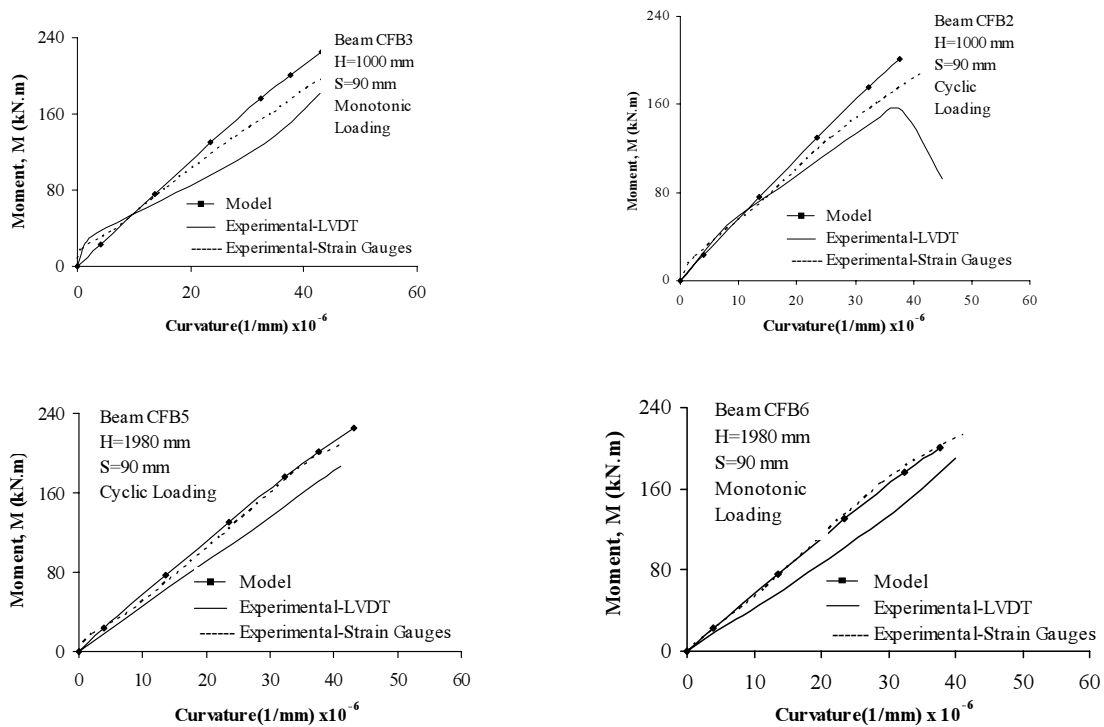 Beam CFB3
H=1000 mm
S=90 mm
Monotonic
Loading
Moment, M (kN.m)
240
160
80
0
Model
Experimental-LVDT
Experimental-Strain Gauges
0 20 40 60
Curvature(1/mm) x10⁻⁶
Beam CFB2
H=1000 mm
S=90 mm
Cyclic
Loading
Moment, M (kN.m)
240
160
80
0
Model
Experimental-LVDT
Experimental-Strain Gauges
0 10 20 30 40 50 60
Curvature(1/mm) x10⁻⁶
Beam CFB5
H=1980 mm
S=90 mm
Cyclic Loading
Moment, M (kN.m)
240
160
80
0
Model
Experimental-LVDT
Experimental-Strain Gauges
0 10 20 30 40 50 60
Curvature(1/mm) x10⁻⁶
Beam CFB6
H=1980 mm
S=90 mm
Monotonic
Loading
Moment, M (kN.m)
240
160
80
0
Model
Experimental-LVDT
Experimental-Strain Gauges
0 10 20 30 40 50 60
Curvature(1/mm) x 10⁻⁶